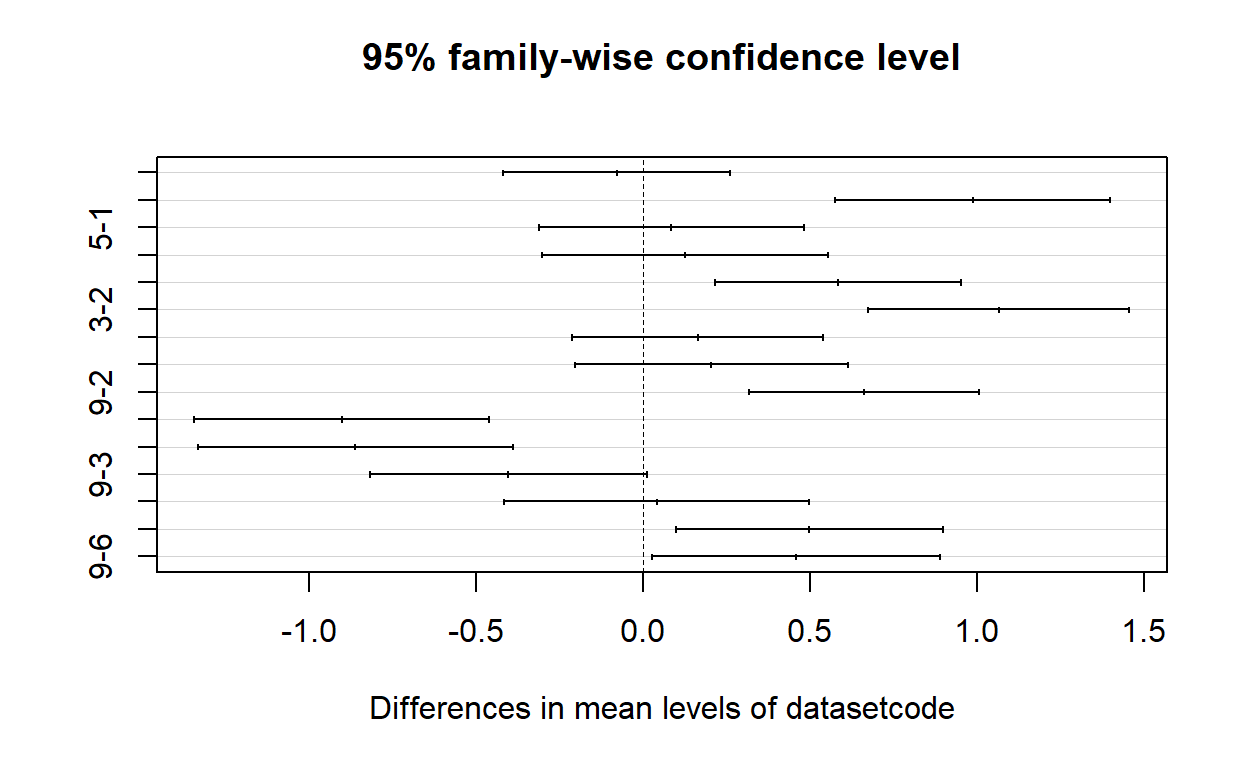 95% family-wise confidence level
5-1
3-2
9-2
9-3
9-6
-1.0 -0.5 0.0 0.5 1.0 1.5
Differences in mean levels of datasetcode